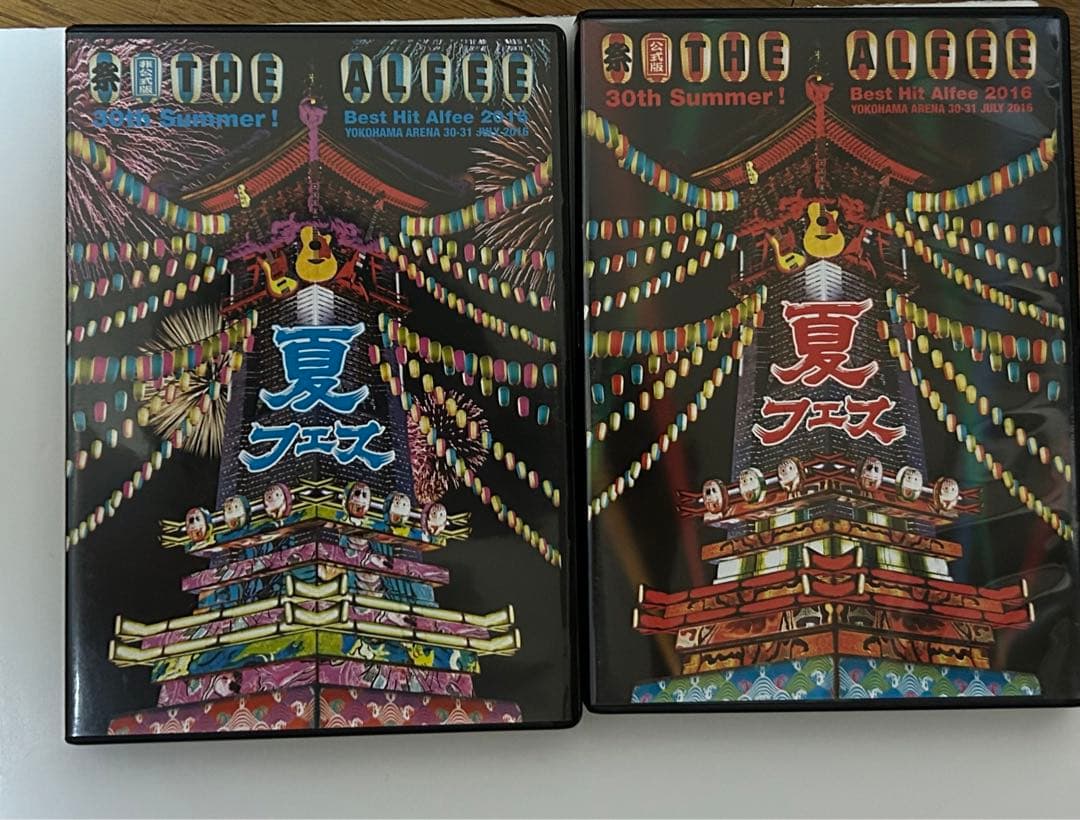 祭 非公式版 THE ALFEE
30th Summer! Best Hit Alfee 2016
YOKOHAMA ARENA 30-31 JULY 2016
夏
フェス
祭 公式版 THE ALFEE
30th Summer! Best Hit Alfee 2016
YOKOHAMA ARENA 30-31 JULY 2016
夏
フェス